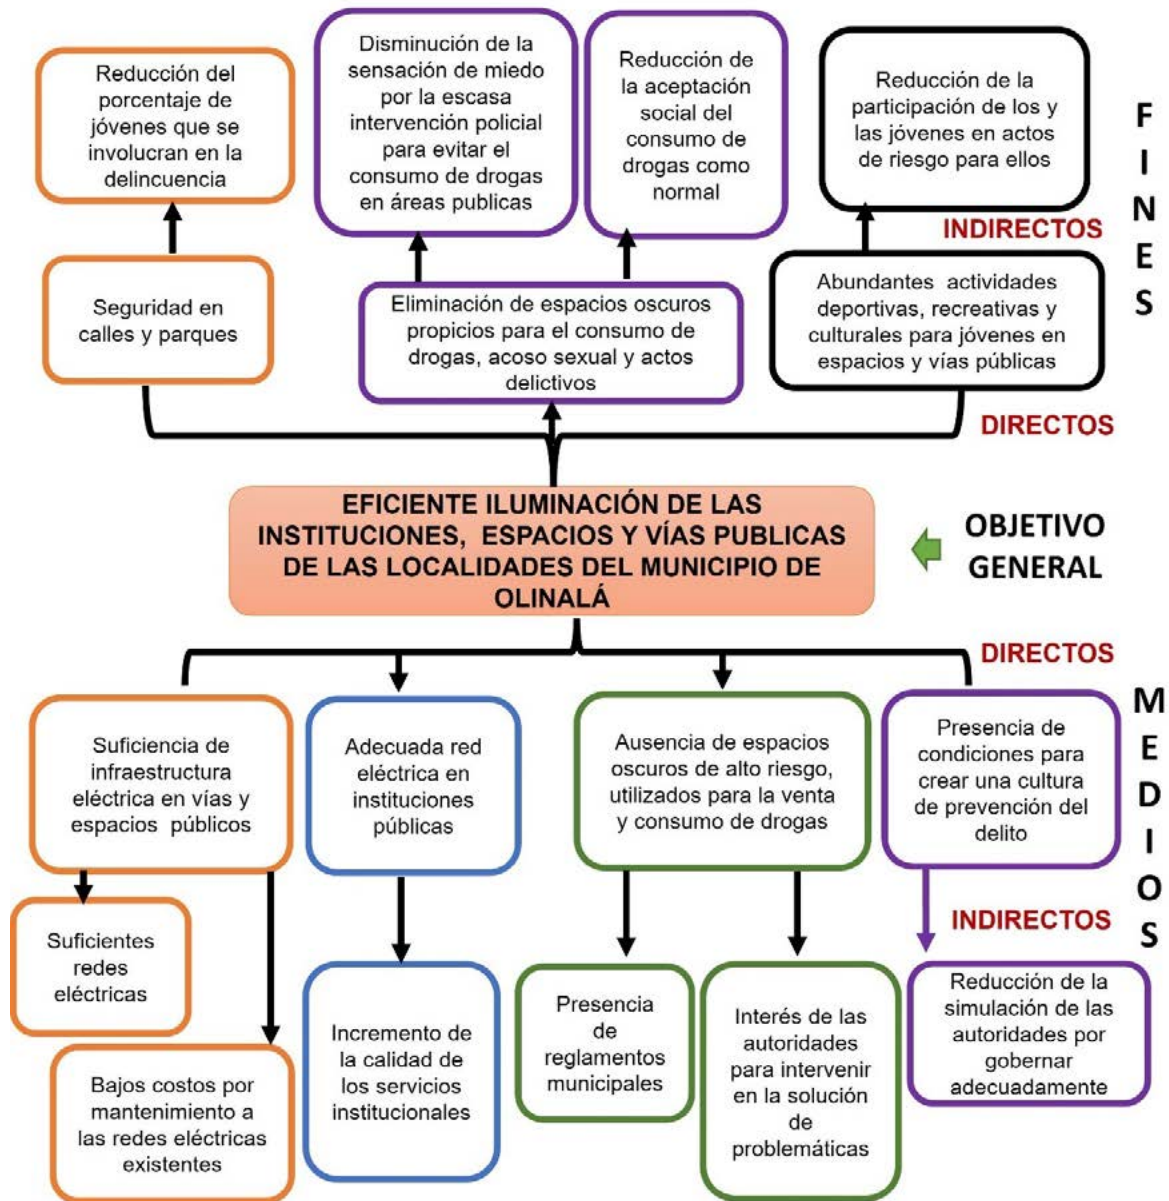 Reducción del
porcentaje de
jóvenes que se
involucran en la
delincuencia
Disminución de la
sensación de miedo
por la escasa
intervención policial
para evitar el
consumo de drogas
en áreas publicas
Reducción de
la aceptación
social del
consumo de
drogas como
normal
Reducción de la
participación de los y
las jóvenes en actos
de riesgo para ellos
FINES
INDIRECTOS
Seguridad en
calles y parques
Eliminación de espacios oscuros
propicios para el consumo de
drogas, acoso sexual y actos
delictivos
Abundantes actividades
deportivas, recreativas y
culturales para jóvenes en
espacios y vías públicas
DIRECTOS
EFICIENTE ILUMINACIÓN DE LAS
INSTITUCIONES, ESPACIOS Y VÍAS PUBLICAS
DE LAS LOCALIDADES DEL MUNICIPIO DE
OLINALÁ
OBJETIVO
GENERAL
DIRECTOS
MEDIOS
Suficiencia de
infraestructura
eléctrica en vías y
espacios públicos
Adecuada red
eléctrica en
instituciones
públicas
Ausencia de espacios
oscuros de alto riesgo,
utilizados para la venta
y consumo de drogas
Presencia de
condiciones para
crear una cultura
de prevención del
delito
INDIRECTOS
Suficientes
redes
eléctricas
Bajos costos por
mantenimiento a
las redes eléctricas
existentes
Incremento de
la calidad de
los servicios
institucionales
Presencia
de
reglamentos
municipales
Interés de las
autoridades
para intervenir
en la solución
de
problemáticas
Reducción de la
simulación de las
autoridades por
gobernar
adecuadamente